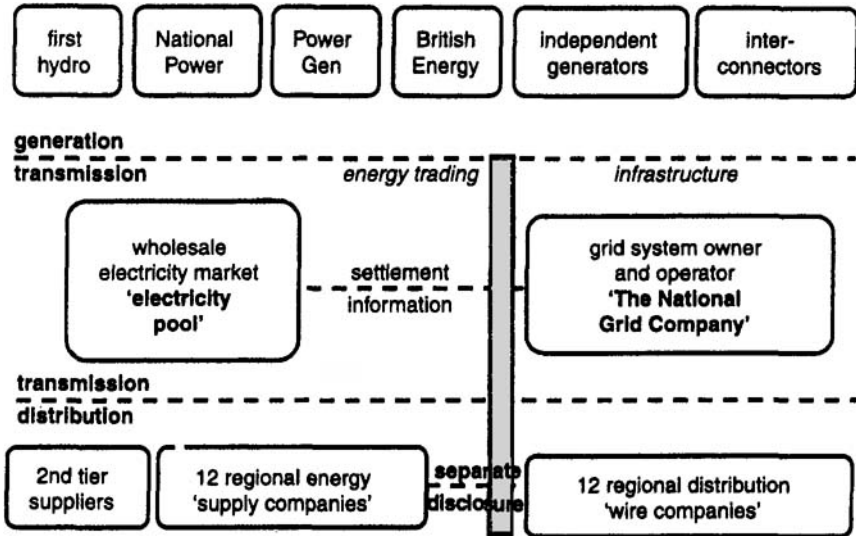 first
hydro
National
Power
Power
Gen
British
Energy
independent
generators
inter-
connectors
generation
transmission
energy trading
infrastructure
wholesale
electricity market
‘electricity
pool’
settlement
information
grid system owner
and operator
‘The National
Grid Company’
transmission
distribution
2nd tier
suppliers
12 regional energy
‘supply companies’
separate
disclosure
12 regional distribution
‘wire companies’